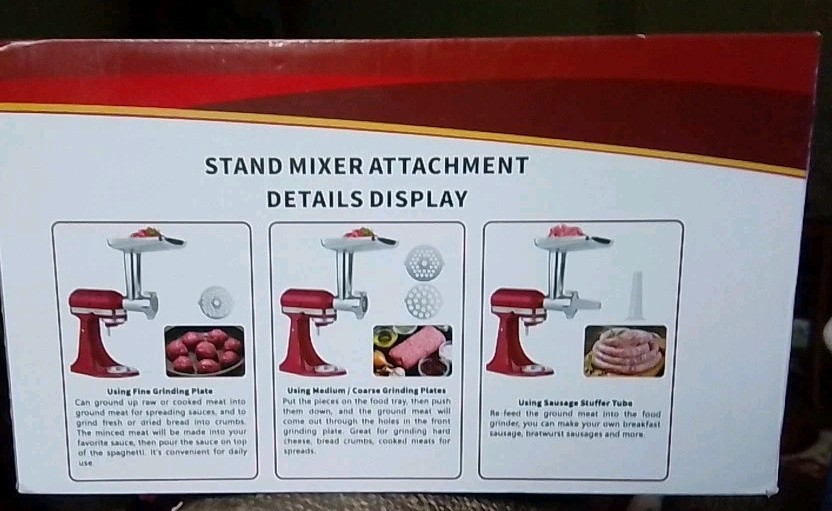 STAND MIXER ATTACHMENT
DETAILS DISPLAY
Using Fine Grinding Plate
Can ground up raw or cooked meat into
ground meat for spreading sauces, and to
grind fresh or dried bread into crumbs.
The minced meat will be made into your
favorite sauce, then pour the sauce on top
of the spaghetti. It's convenient for daily
use.
Using Medium / Coarse Grinding Plates
Put the pieces on the food tray, then push
them down, and the ground meat will
come out through the holes in the front
grinding plate. Great for grinding hard
cheese, bread crumbs, cooked meats for
spreads.
Using Sausage Stuffer Tube
Re-feed the ground meat into the food
grinder, you can make your own breakfast
sausage, bratwurst sausages and more.